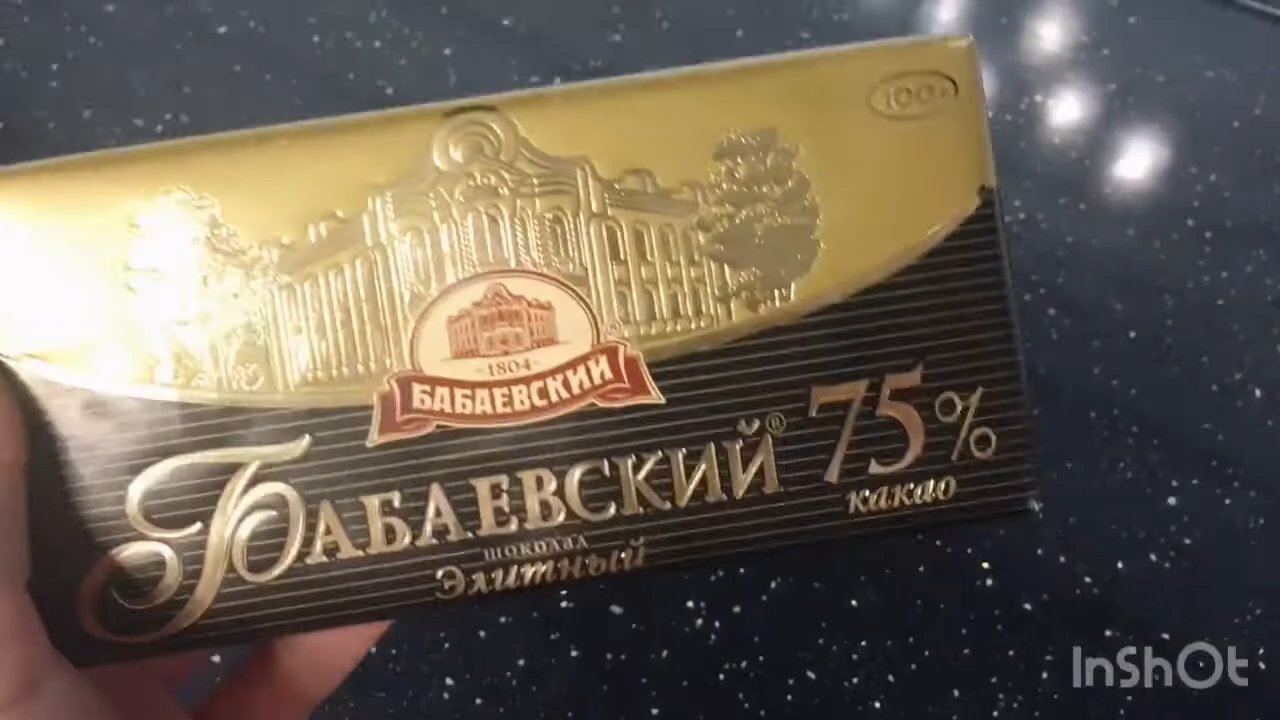 100г
-1804-
БАБАЕВСКИЙ
БАБАЕВСКИЙ® 75%
какао
шоколад
Элитный
InShOt